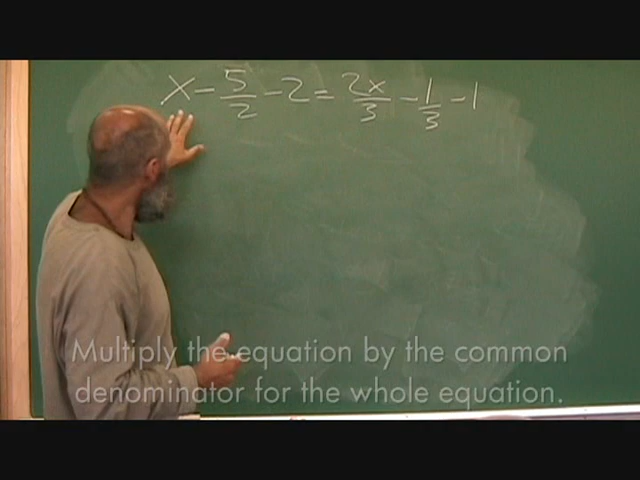 x - 5/2 - 2 = 2x/3 - 1/3 - 1
Multiply the equation by the common
denominator for the whole equation.